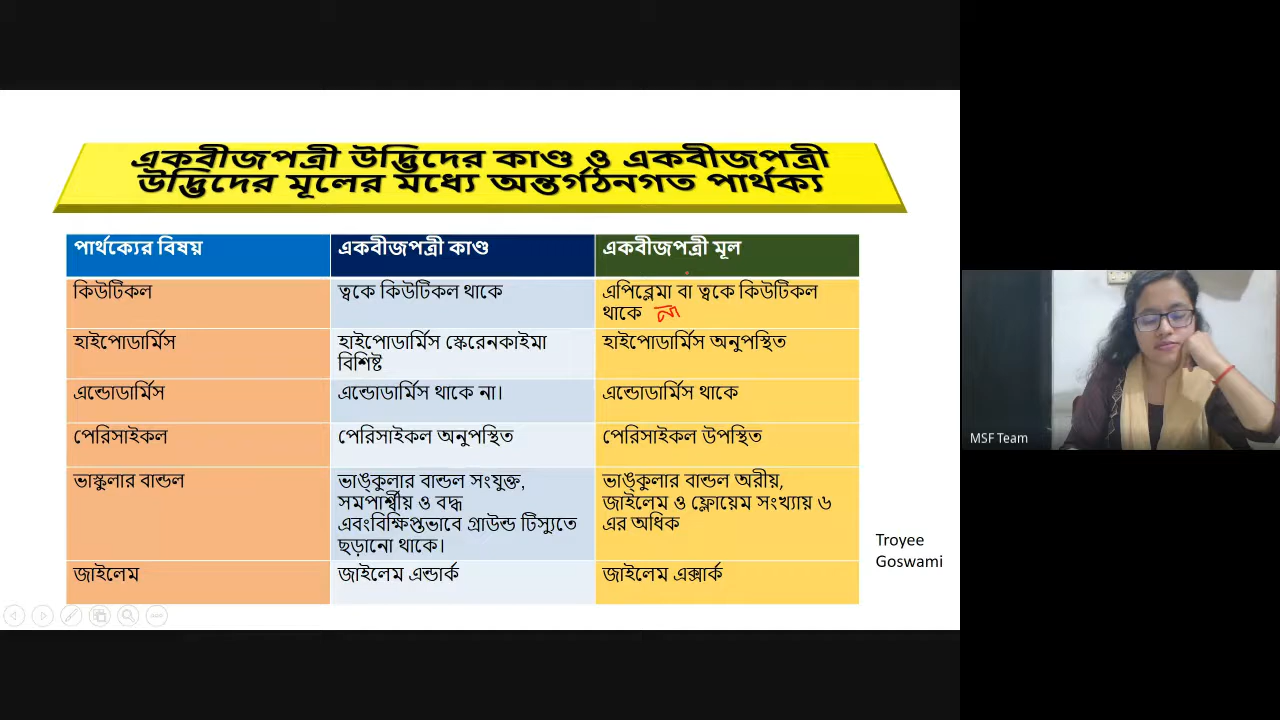 একবীজপত্রী উদ্ভিদের কাণ্ড ও একবীজপত্রী
উদ্ভিদের মূলের মধ্যে অন্তর্গঠনগত পার্থক্য
পার্থক্যের বিষয়
একবীজপত্রী কাণ্ড
একবীজপত্রী মূল
কিউটিকল
ত্বকে কিউটিকল থাকে
এপিব্লেমা বা ত্বকে কিউটিকল
থাকে না
হাইপোডার্মিস
হাইপোডার্মিস স্কেরেনকাইমা
বিশিষ্ট
হাইপোডার্মিস অনুপস্থিত
এন্ডোডার্মিস
এন্ডোডার্মিস থাকে না।
এন্ডোডার্মিস থাকে
পেরিসাইকল
পেরিসাইকল অনুপস্থিত
পেরিসাইকল উপস্থিত
ভাস্কুলার বান্ডল
ভাঙ্কুলার বান্ডল সংযুক্ত,
সমপার্শ্বীয় ও বদ্ধ
এবংবিক্ষিপ্তভাবে গ্রাউন্ড টিস্যুতে
ছড়ানো থাকে।
ভাঙ্কুলার বান্ডল অরীয়,
জাইলেম ও ফ্লোয়েম সংখ্যায় ৬
এর অধিক
জাইলেম
জাইলেম এন্ডার্ক
জাইলেম এক্সার্ক
Troyee
Goswami
MSF Team